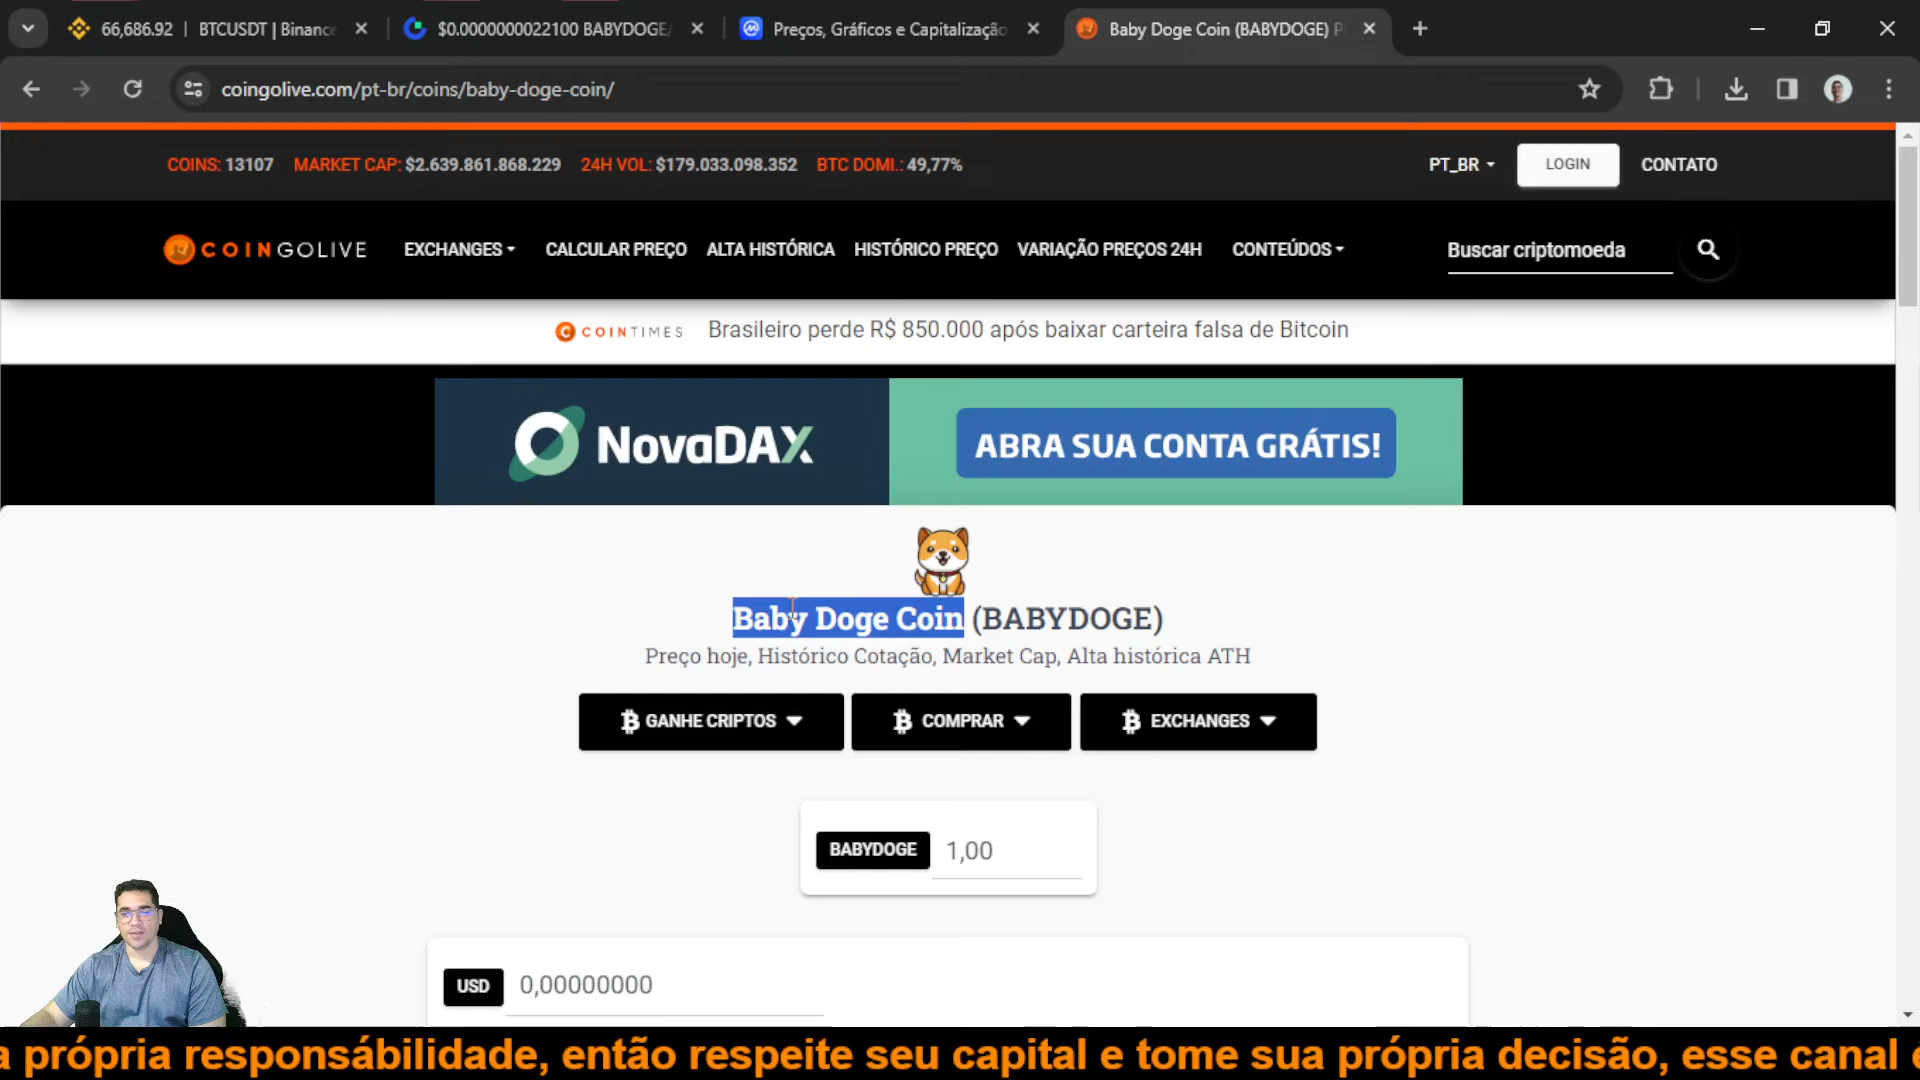 66,686.92 | BTCUSDT | Binance
$0.0000000022100 BABYDOGE/
Preços, Gráficos e Capitalização
Baby Doge Coin (BABYDOGE) P
coingolive.com/pt-br/coins/baby-doge-coin/
COINS: 13107 MARKET CAP: $2.639.861.868.229 24H VOL: $179.033.098.352 BTC DOMI.: 49,77%
PT_BR LOGIN CONTATO
COINGOLIVE EXCHANGES CALCULAR PREÇO ALTA HISTÓRICA HISTÓRICO PREÇO VARIAÇÃO PREÇOS 24H CONTEÚDOS Buscar criptomoeda
COINTIMES Brasileiro perde R$ 850.000 após baixar carteira falsa de Bitcoin
NovaDAX ABRA SUA CONTA GRÁTIS!
Baby Doge Coin (BABYDOGE)
Preço hoje, Histórico Cotação, Market Cap, Alta histórica ATH
GANHE CRIPTOS COMPRAR EXCHANGES
BABYDOGE 1,00
USD 0,00000000
a própria responsábilidade, então respeite seu capital e tome sua própria decisão, esse canal